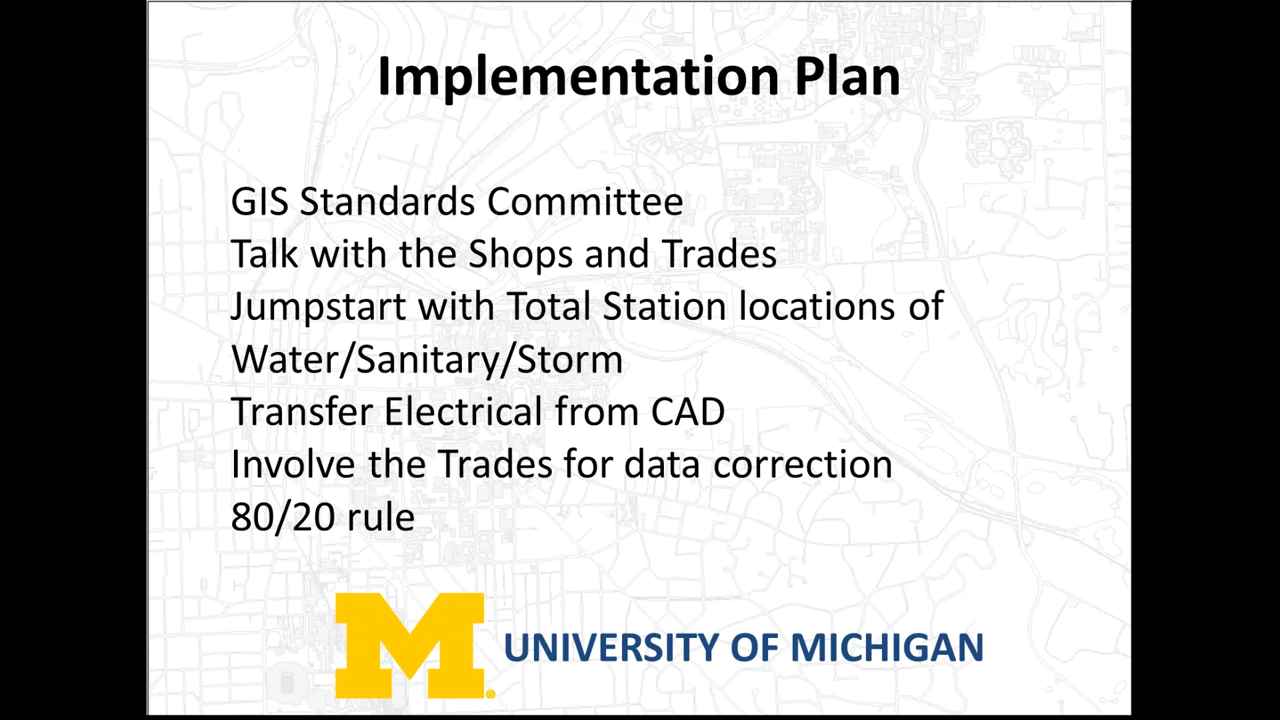 Implementation Plan
GIS Standards Committee
Talk with the Shops and Trades
Jumpstart with Total Station locations of
Water/Sanitary/Storm
Transfer Electrical from CAD
Involve the Trades for data correction
80/20 rule
M® UNIVERSITY OF MICHIGAN